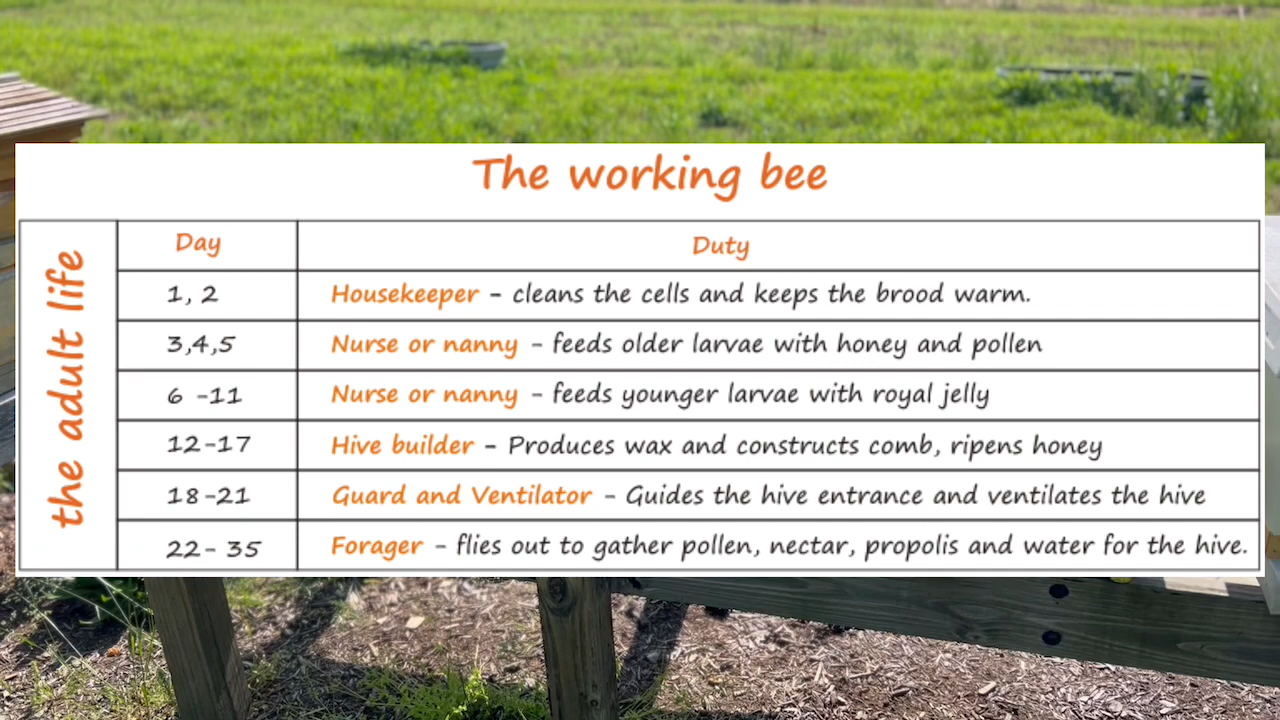 The working bee
the adult life
Day Duty
1, 2 Housekeeper - cleans the cells and keeps the brood warm.
3,4,5 Nurse or nanny - feeds older larvae with honey and pollen
6 -11 Nurse or nanny - feeds younger larvae with royal jelly
12-17 Hive builder - Produces wax and constructs comb, ripens honey
18-21 Guard and Ventilator - Guides the hive entrance and ventilates the hive
22- 35 Forager - flies out to gather pollen, nectar, propolis and water for the hive.